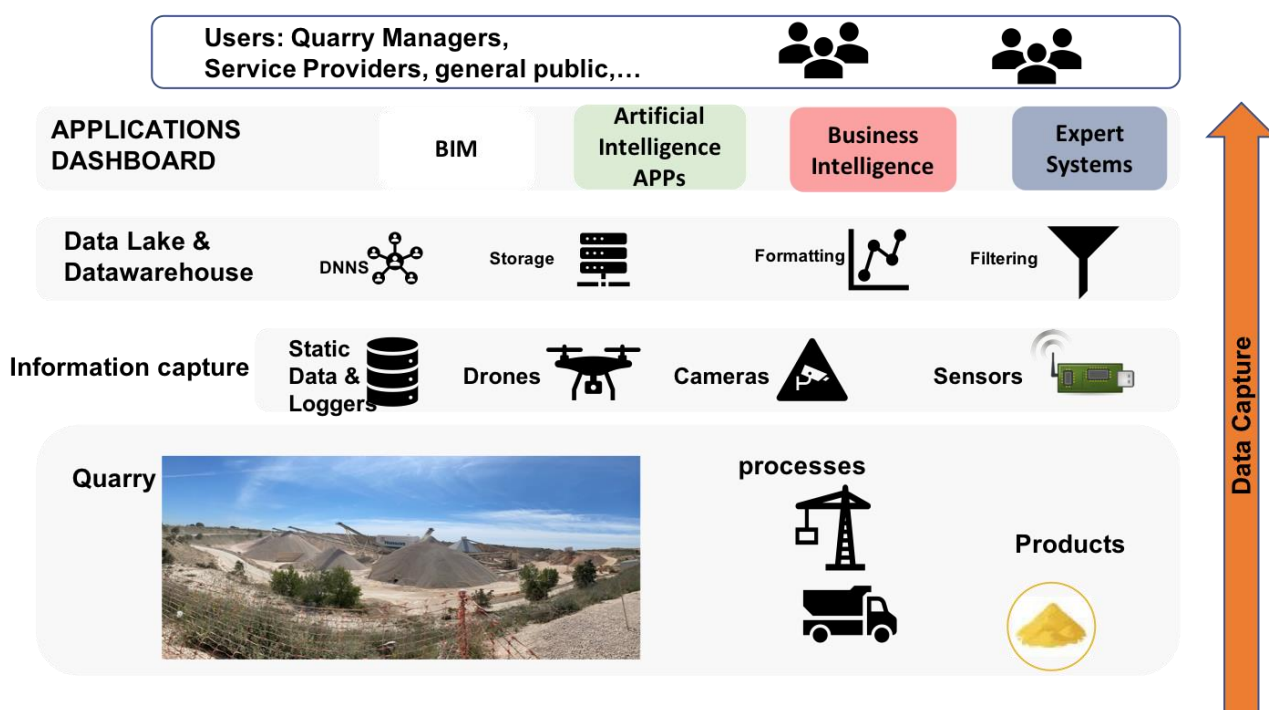 Users: Quarry Managers,
Service Providers, general public,...
APPLICATIONS
DASHBOARD
BIM
Artificial
Intelligence
APPs
Business
Intelligence
Expert
Systems
Data Lake &
Datawarehouse
DNNS
Storage
Formatting
Filtering
Information capture
Static
Data &
Loggers
Drones
Cameras
Sensors
Quarry
processes
Products
Data Capture